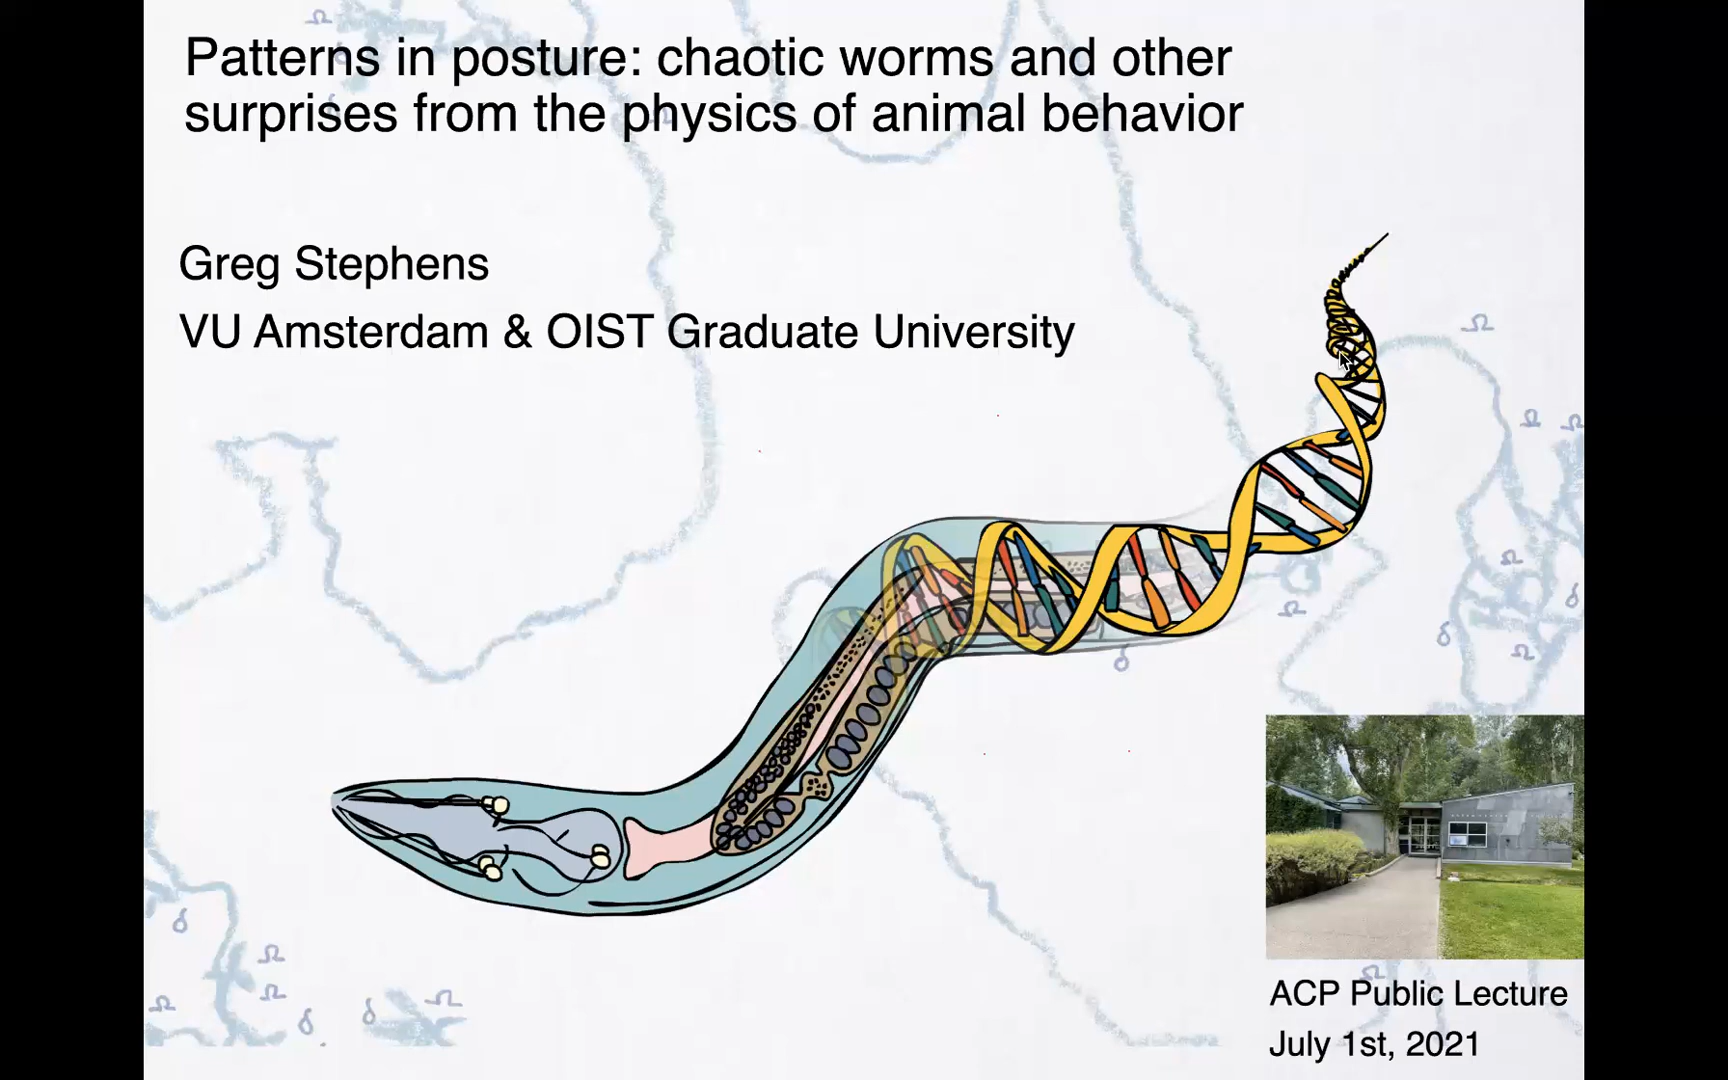 Patterns in posture: chaotic worms and other
surprises from the physics of animal behavior
Greg Stephens
VU Amsterdam & OIST Graduate University
Ω
Ω
Ω
Ω
δ
Ω
δ
Ω
δ
Ω
δ
δ
Ω
Ω
Ω
δ
δ
Ω
Ω
ACP Public Lecture
July 1st, 2021